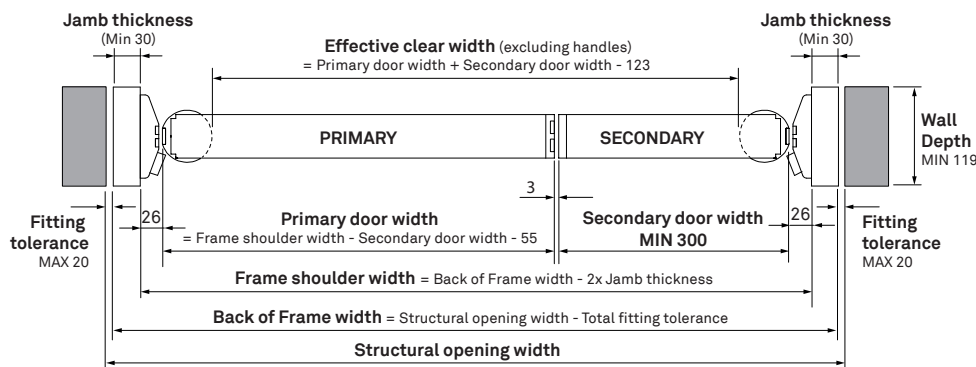 Jamb thickness
(Min 30)
Jamb thickness
(Min 30)
Effective clear width (excluding handles)
= Primary door width + Secondary door width - 123
PRIMARY
SECONDARY
Wall
Depth
MIN 119
3
26
Primary door width
= Frame shoulder width - Secondary door width - 55
Secondary door width
MIN 300
26
Fitting
tolerance
MAX 20
Fitting
tolerance
MAX 20
Frame shoulder width = Back of Frame width - 2x Jamb thickness
Back of Frame width = Structural opening width - Total fitting tolerance
Structural opening width